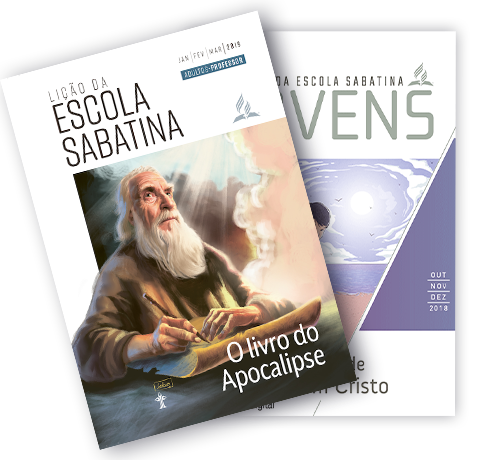 JAN | FEV | MAR | 2019
ADULTOS • PROFESSOR
LIÇÃO DA
ESCOLA
SABATINA
O livro do
Apocalipse
DA ESCOLA SABATINA
VENS
OUT
NOV
DEZ
2018
de
Cristo